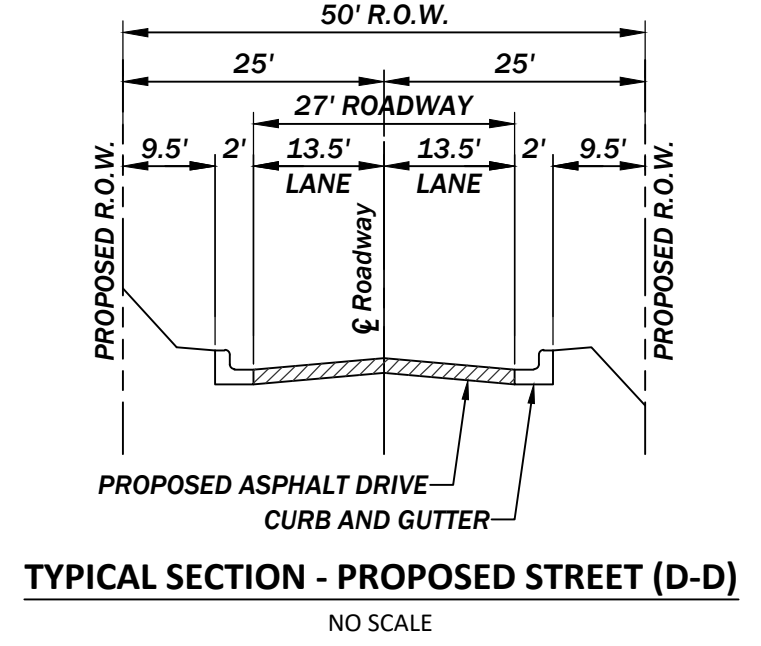 50' R.O.W.
25' 25'
27' ROADWAY
9.5' 2' 13.5' 13.5' 2' 9.5'
LANE LANE
PROPOSED R.O.W.
℄ Roadway
PROPOSED R.O.W.
PROPOSED ASPHALT DRIVE
CURB AND GUTTER
TYPICAL SECTION - PROPOSED STREET (D-D)
NO SCALE